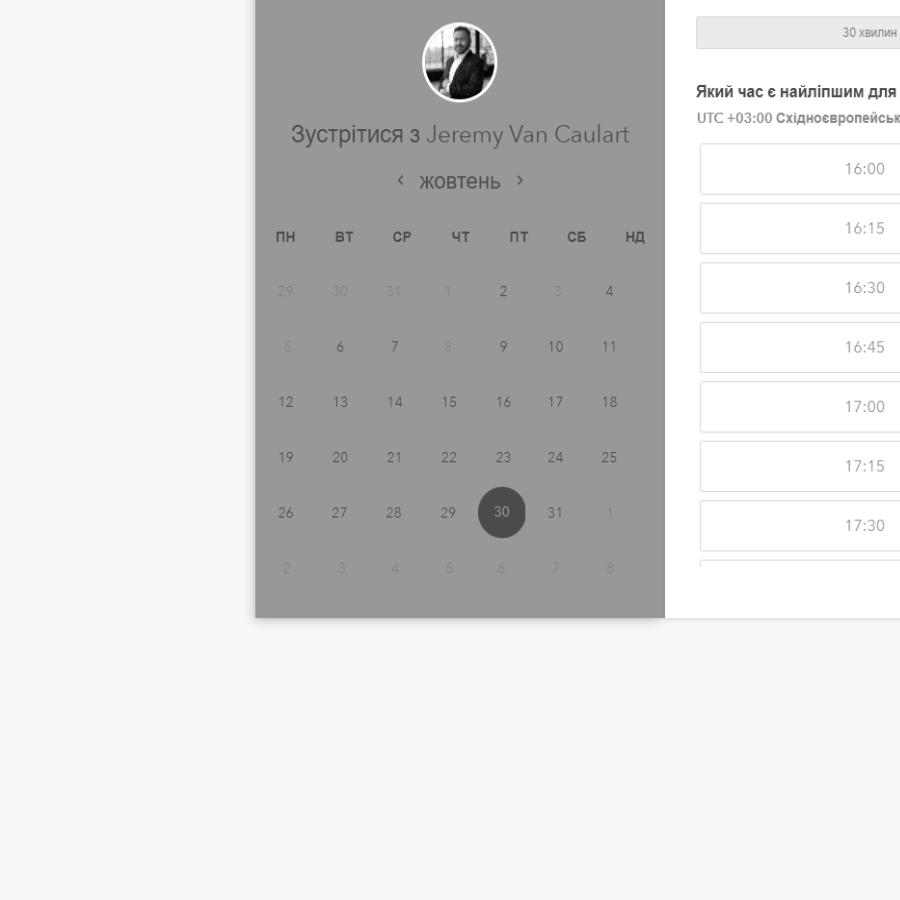 Зустрітися з Jeremy Van Caulart
жовтень
ПН ВТ СР ЧТ ПТ СБ НД
29 30 31 1 2 3 4
5 6 7 8 9 10 11
12 13 14 15 16 17 18
19 20 21 22 23 24 25
26 27 28 29 30 31 1
2 3 4 5 6 7 8
30 хвилин
Який час є найліпшим для
UTC +03:00
16:00
16:15
16:30
16:45
17:00
17:15
17:30